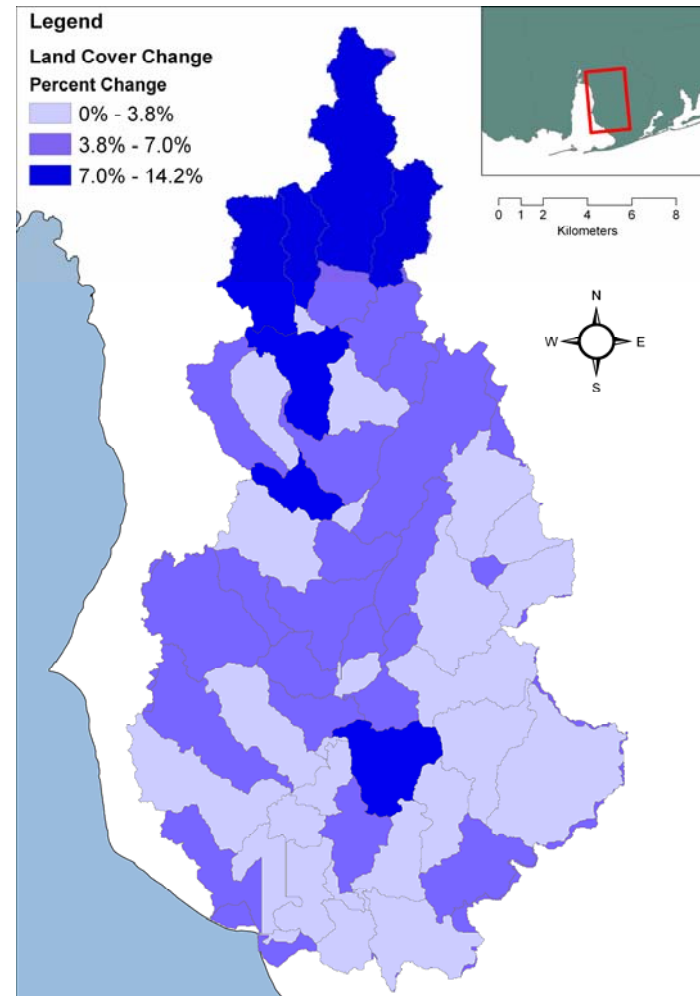 Legend
Land Cover Change
Percent Change
0% - 3.8%
3.8% - 7.0%
7.0% - 14.2%
0 1 2 4 6 8
Kilometers
N
W E
S